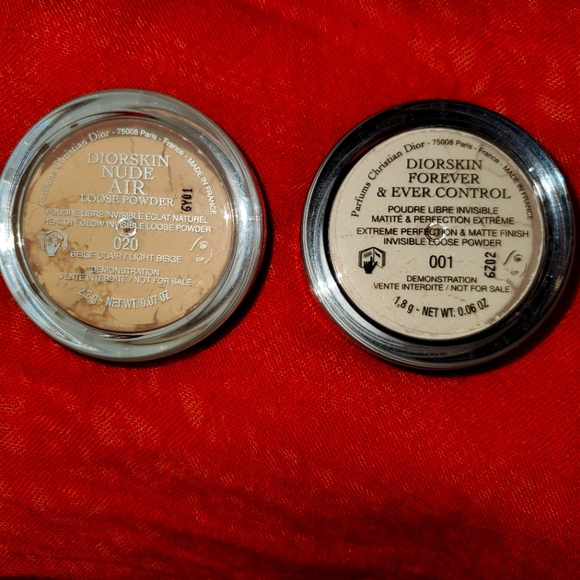 Parfums Christian Dior - 75008 Paris - France - MADE IN FRANCE
DIORSKIN
NUDE
AIR
LOOSE POWDER
6Y01
POUDRE LIBRE INVISIBLE ÉCLAT NATUREL
HEALTHY GLOW INVISIBLE LOOSE POWDER
020
BEIGE CLAIR / LIGHT BEIGE
DEMONSTRATION
VENTE INTERDITE / NOT FOR SALE
2,2 g - NET WT. 0.07 OZ
Parfums Christian Dior - 75008 Paris - France - MADE IN FRANCE
DIORSKIN
FOREVER
& EVER CONTROL
POUDRE LIBRE INVISIBLE
MATITÉ & PERFECTION EXTRÊME
EXTREME PERFECTION & MATTE FINISH
INVISIBLE LOOSE POWDER
001
6Z02
DEMONSTRATION
VENTE INTERDITE / NOT FOR SALE
1,8 g - NET WT. 0.06 OZ